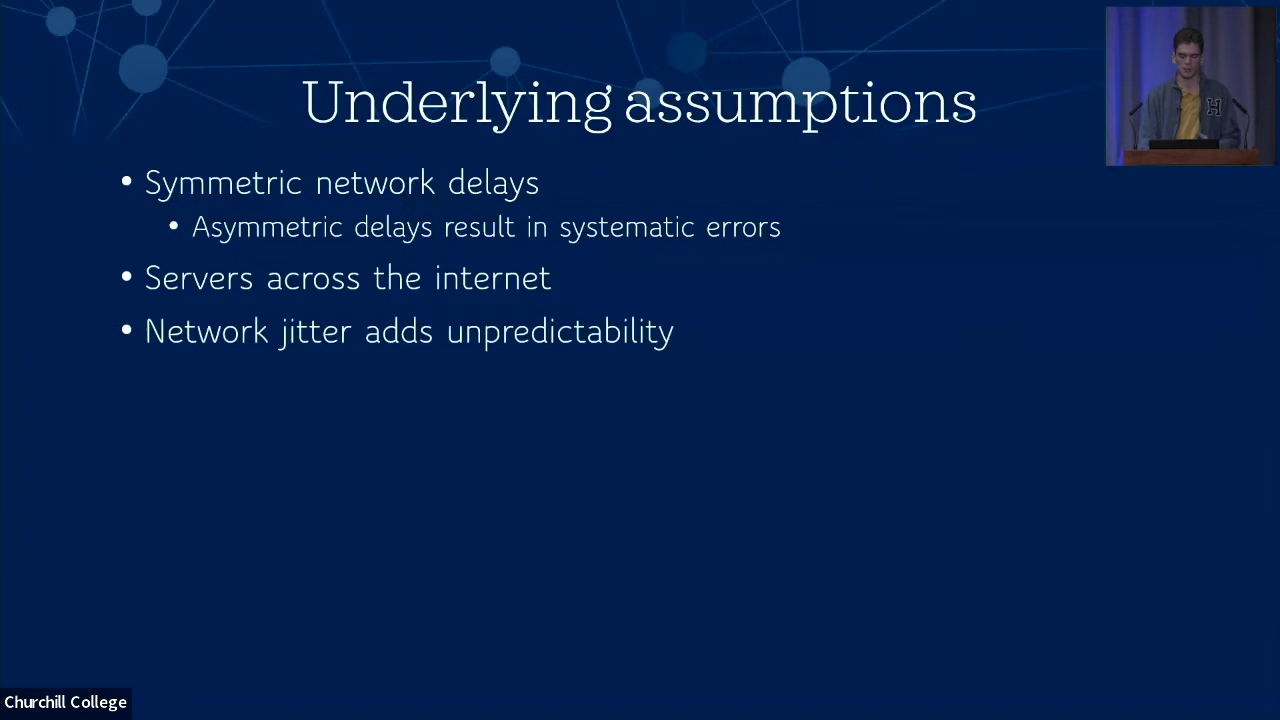 Underlying assumptions
• Symmetric network delays
• Asymmetric delays result in systematic errors
• Servers across the internet
• Network jitter adds unpredictability
H
Churchill College